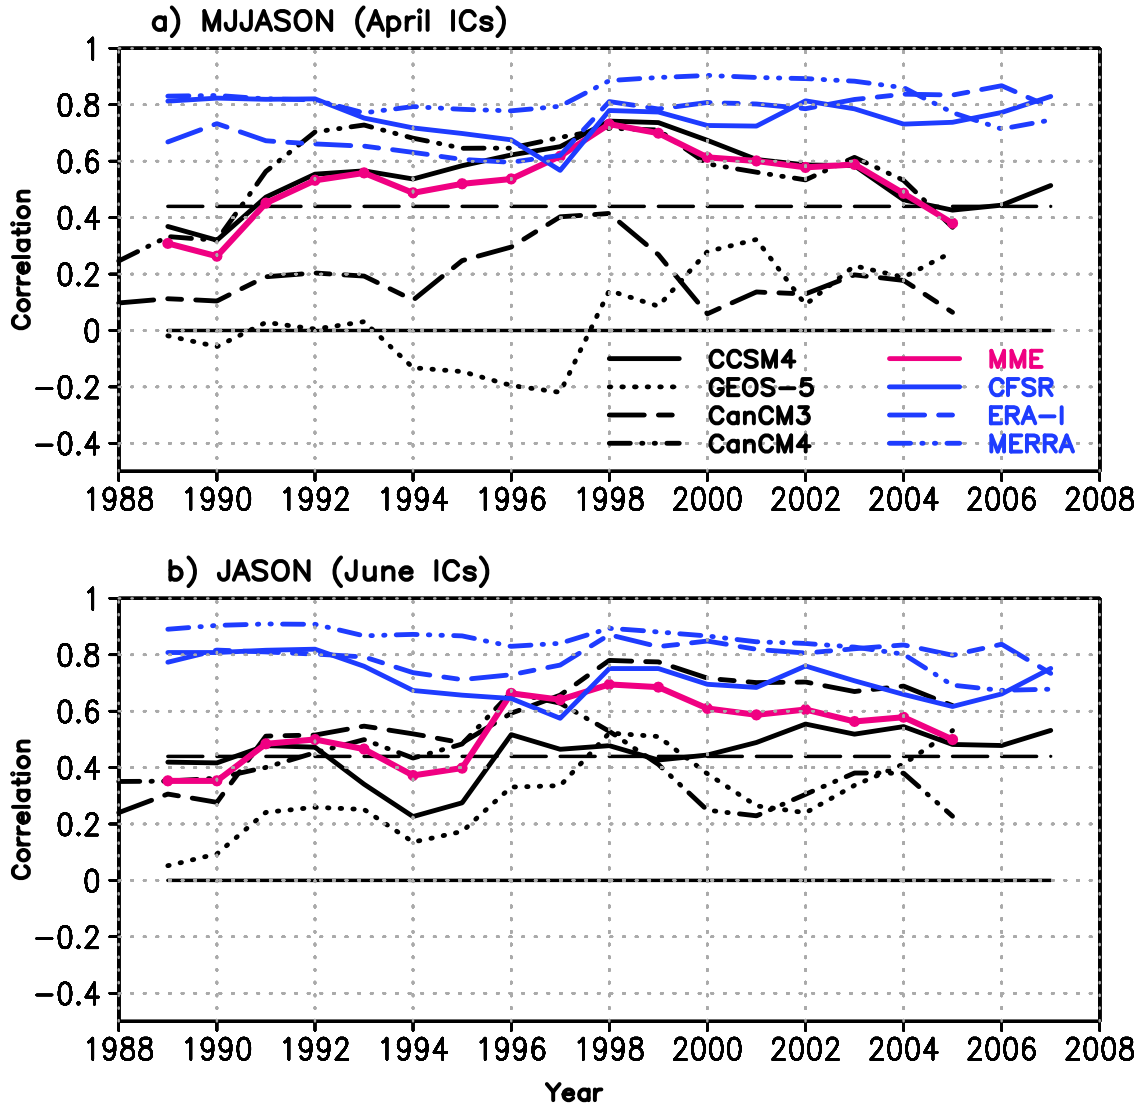 a) MJJASON (April ICs)
1
0.8
0.6
0.4
0.2
0
−0.2
−0.4
Correlation
CCSM4
GEOS−5
CanCM3
CanCM4
MME
CFSR
ERA−I
MERRA
1988 1990 1992 1994 1996 1998 2000 2002 2004 2006 2008
b) JASON (June ICs)
1
0.8
0.6
0.4
0.2
0
−0.2
−0.4
Correlation
1988 1990 1992 1994 1996 1998 2000 2002 2004 2006 2008
Year